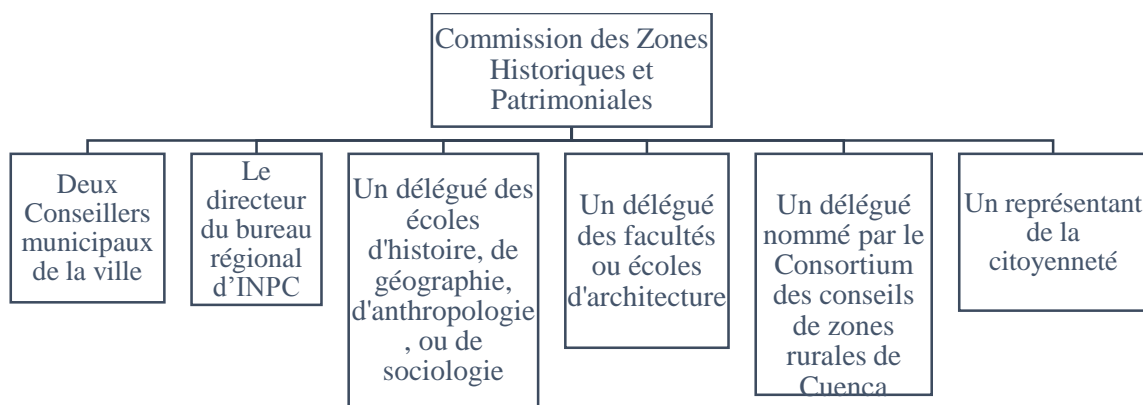 Commission des Zones
Historiques et
Patrimoniales
Deux
Conseillers
municipaux
de la ville
Le
directeur
du bureau
régional
d’INPC
Un délégué des
écoles
d'histoire, de
géographie,
d'anthropologie
, ou de
sociologie
Un délégué
des facultés
ou écoles
d'architecture
Un délégué
nommé par le
Consortium
des conseils
de zones
rurales de
Cuenca
Un représentant
de la
citoyenneté